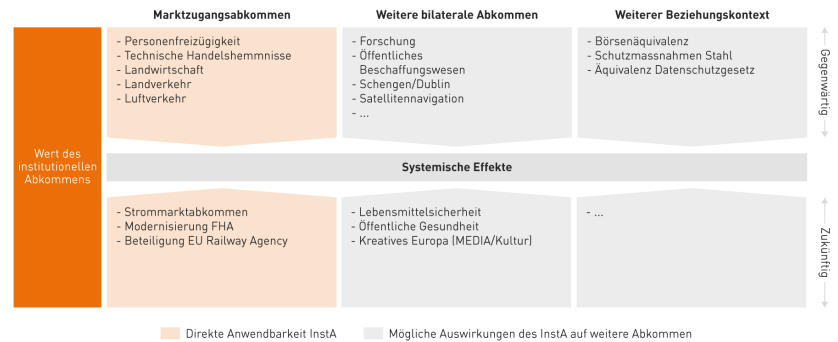 Marktzugangsabkommen
Weitere bilaterale Abkommen
Weiterer Beziehungskontext
- Personenfreizügigkeit
- Technische Handelshemmnisse
- Landwirtschaft
- Landverkehr
- Luftverkehr
- Forschung
- Öffentliches
Beschaffungswesen
- Schengen/Dublin
- Satellitennavigation
- ...
- Börsenäquivalenz
- Schutzmassnahmen Stahl
- Äquivalenz Datenschutzgesetz
Gegenwärtig
Wert des
institutionellen
Abkommens
Systemische Effekte
- Strommarktabkommen
- Modernisierung FHA
- Beteiligung EU Railway Agency
- Lebensmittelsicherheit
- Öffentliche Gesundheit
- Kreatives Europa (MEDIA/Kultur)
- ...
Zukünftig
Direkte Anwendbarkeit InstA
Mögliche Auswirkungen des InstA auf weitere Abkommen